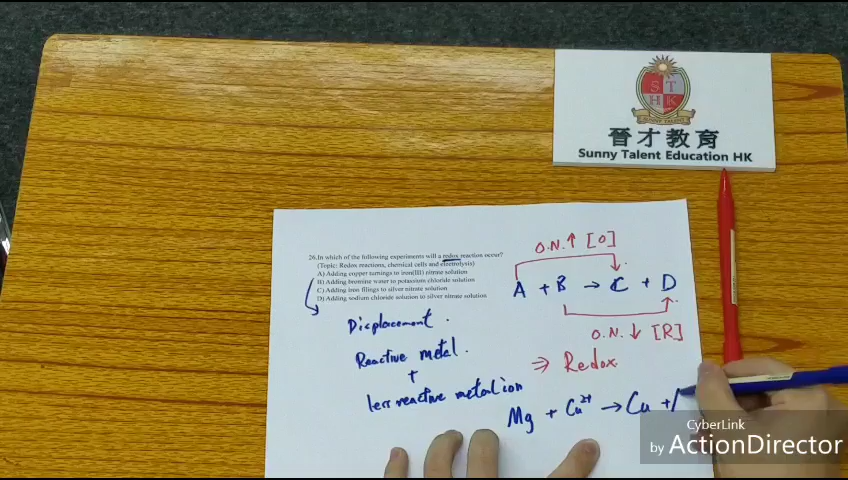 S T
H K
SUNNY TALENT
晉才教育
Sunny Talent Education HK
26.In which of the following experiments will a redox reaction occur?
(Topic: Redox reactions, chemical cells and electrolysis)
A) Adding copper turnings to iron(III) nitrate solution
B) Adding bromine water to potassium chloride solution
C) Adding iron fillings to silver nitrate solution
D) Adding sodium chloride solution to silver nitrate solution
Displacement.
Reactive metal.
+
less reactive metal ion
O.N.↑ [O]
A + B → C + D
O.N. ↓ [R]
⇒ Redox
Mg + Cu²⁺ → Cu +
CyberLink
by ActionDirector